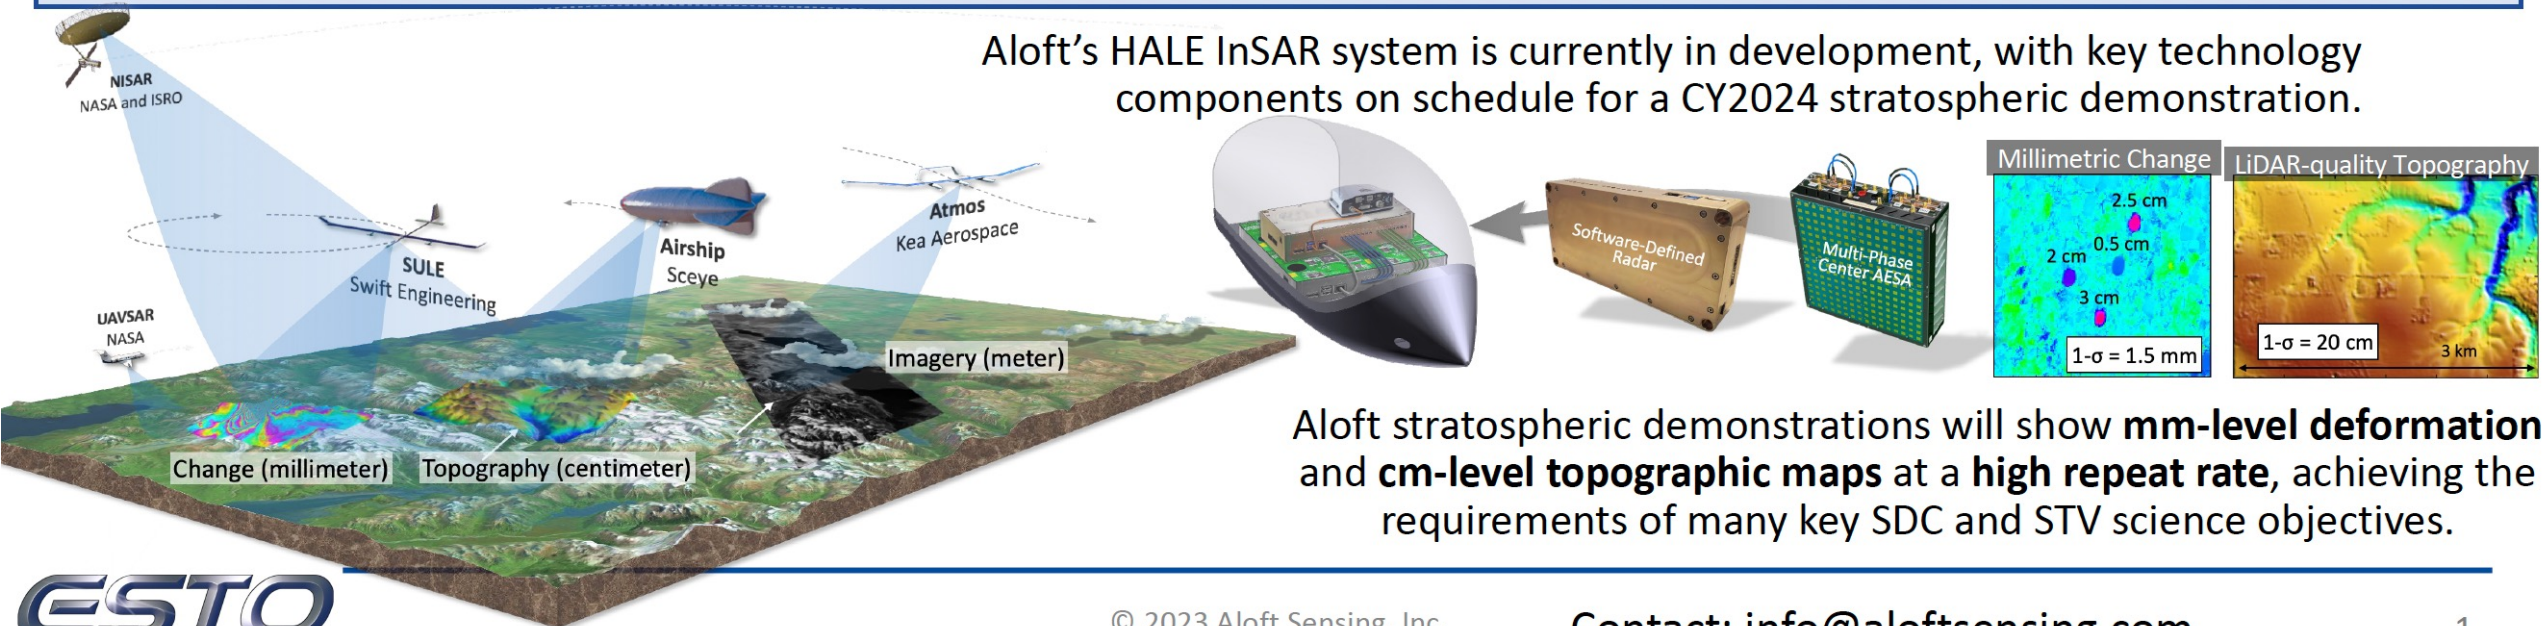 Aloft's HALE InSAR system is currently in development, with key technology
components on schedule for a CY2024 stratospheric demonstration.
NISAR
NASA and ISRO
SULE
Swift Engineering
Airship
Sceye
Atmos
Kea Aerospace
UAVSAR
NASA
Change (millimeter)
Topography (centimeter)
Imagery (meter)
Software-Defined
Radar
Multi-Phase
Center AESA
Millimetric Change
2.5 cm
0.5 cm
2 cm
3 cm
1-σ = 1.5 mm
LiDAR-quality Topography
1-σ = 20 cm
3 km
Aloft stratospheric demonstrations will show mm-level deformation
and cm-level topographic maps at a high repeat rate, achieving the
requirements of many key SDC and STV science objectives.
ESTO
© 2023 Aloft Sensing, Inc
Contact: info@aloftsensing.com
1